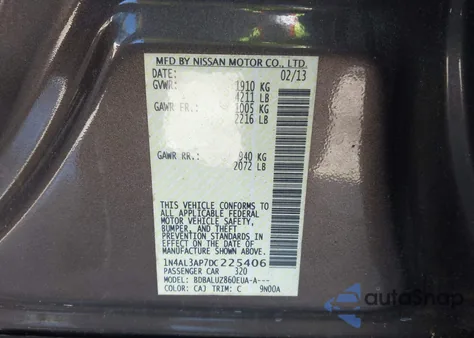 MFD BY NISSAN MOTOR CO., LTD.
DATE: 02/13
GVWR: 1910 KG
4211 LB
GAWR FR.: 1005 KG
2216 LB
GAWR RR.: 940 KG
2072 LB
THIS VEHICLE CONFORMS TO
ALL APPLICABLE FEDERAL
MOTOR VEHICLE SAFETY,
BUMPER, AND THEFT
PREVENTION STANDARDS
IN EFFECT ON THE DATE OF
MANUFACTURE SHOWN ABOVE.
1N4AL3AP7DC225406
PASSENGER CAR 320
MODEL: BDBALUZ860EUA-A---
COLOR: CAJ TRIM: C 9N00A
autoSnap